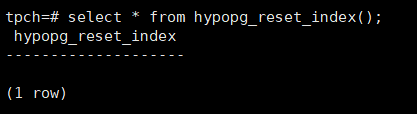 tpch=# select * from hypopg_reset_index();
 hypopg_reset_index
--------------------

(1 row)